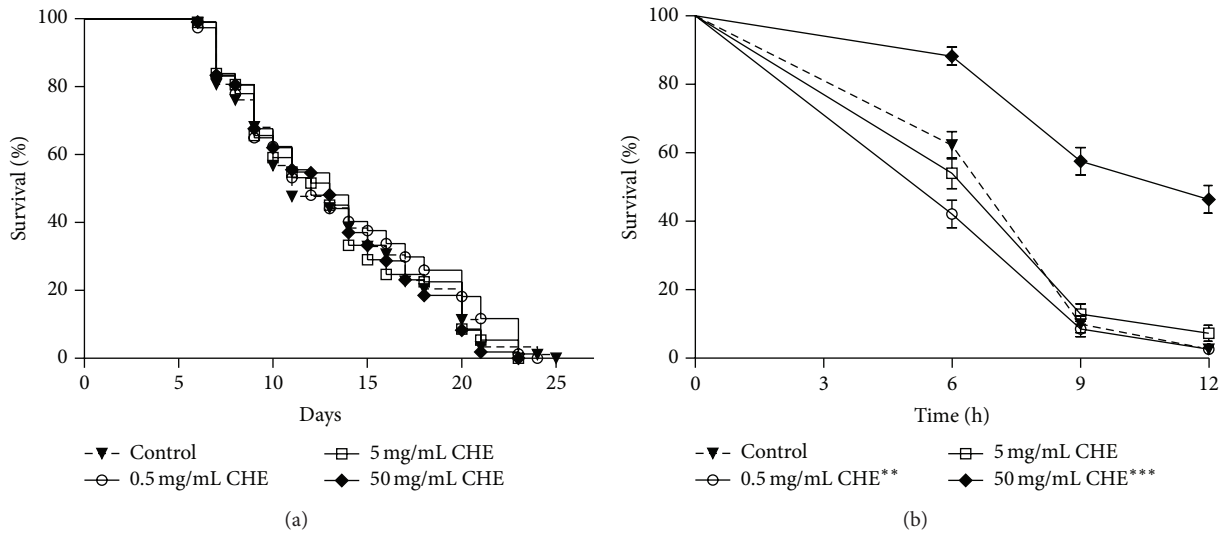 100
80
60
40
20
0
Survival (%)
0 5 10 15 20 25
Days
Control
0.5 mg/mL CHE
5 mg/mL CHE
50 mg/mL CHE
(a)
100
80
60
40
20
0
Survival (%)
0 3 6 9 12
Time (h)
Control
0.5 mg/mL CHE**
5 mg/mL CHE
50 mg/mL CHE***
(b)